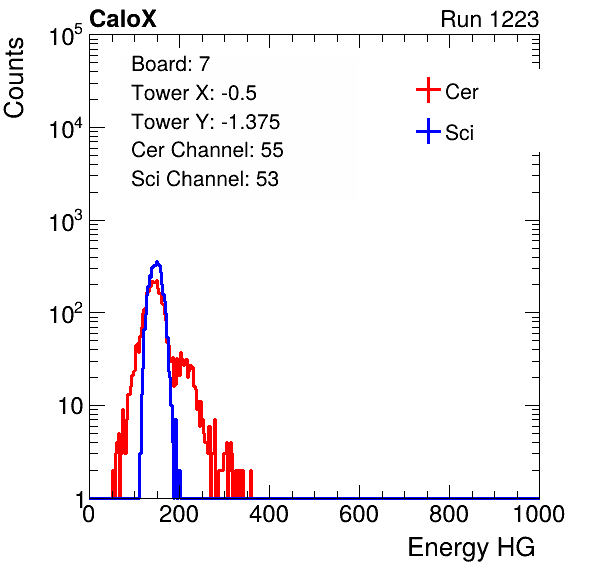 CaloX Run 1223
Counts
Board: 7
Tower X: -0.5
Tower Y: -1.375
Cer Channel: 55
Sci Channel: 53
Cer
Sci
10^5
10^4
10^3
10^2
10
1
0 200 400 600 800 1000
Energy HG